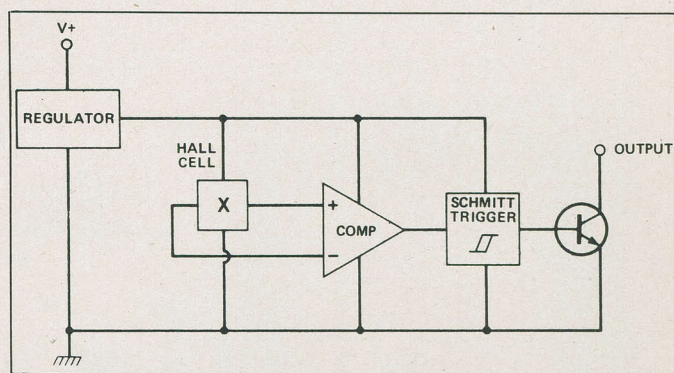 V+
REGULATOR
HALL
CELL
X
+
COMP
−
SCHMITT
TRIGGER
OUTPUT